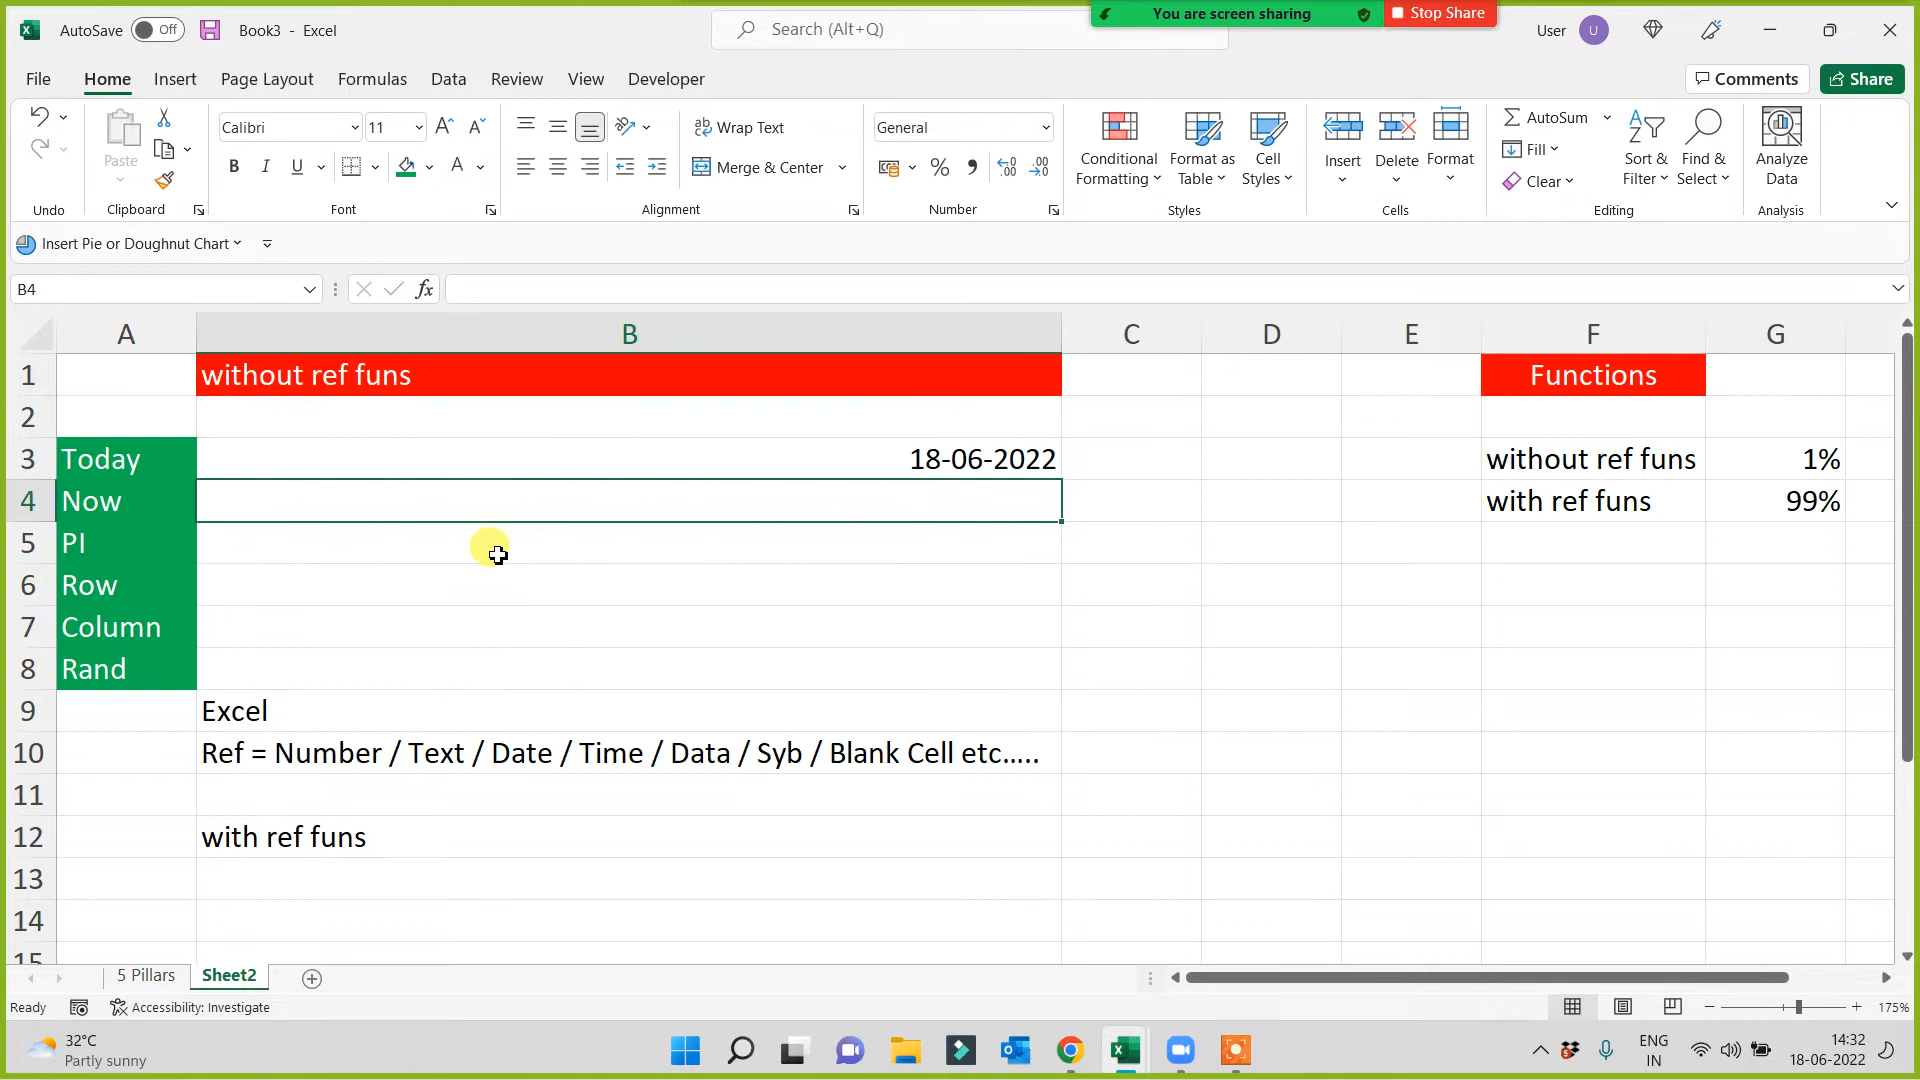 You are screen sharing
Stop Share
AutoSave
Off
Book3 - Excel
Search (Alt+Q)
User
U
File
Home
Insert
Page Layout
Formulas
Data
Review
View
Developer
Comments
Share
Paste
Calibri
11
Wrap Text
Merge & Center
General
Conditional Formatting
Format as Table
Cell Styles
Insert
Delete
Format
AutoSum
Fill
Clear
Sort & Filter
Find & Select
Analyze Data
Undo
Clipboard
Font
Alignment
Number
Styles
Cells
Editing
Analysis
Insert Pie or Doughnut Chart
B4
fx
A B C D E F G
1 without ref funs Functions
2
3 Today 18-06-2022 without ref funs 1%
4 Now with ref funs 99%
5 PI
6 Row
7 Column
8 Rand
9 Excel
10 Ref = Number / Text / Date / Time / Data / Syb / Blank Cell etc.....
11
12 with ref funs
13
14
15
5 Pillars
Sheet2
Ready
Accessibility: Investigate
175%
32°C
Partly sunny
ENG
IN
14:32
18-06-2022